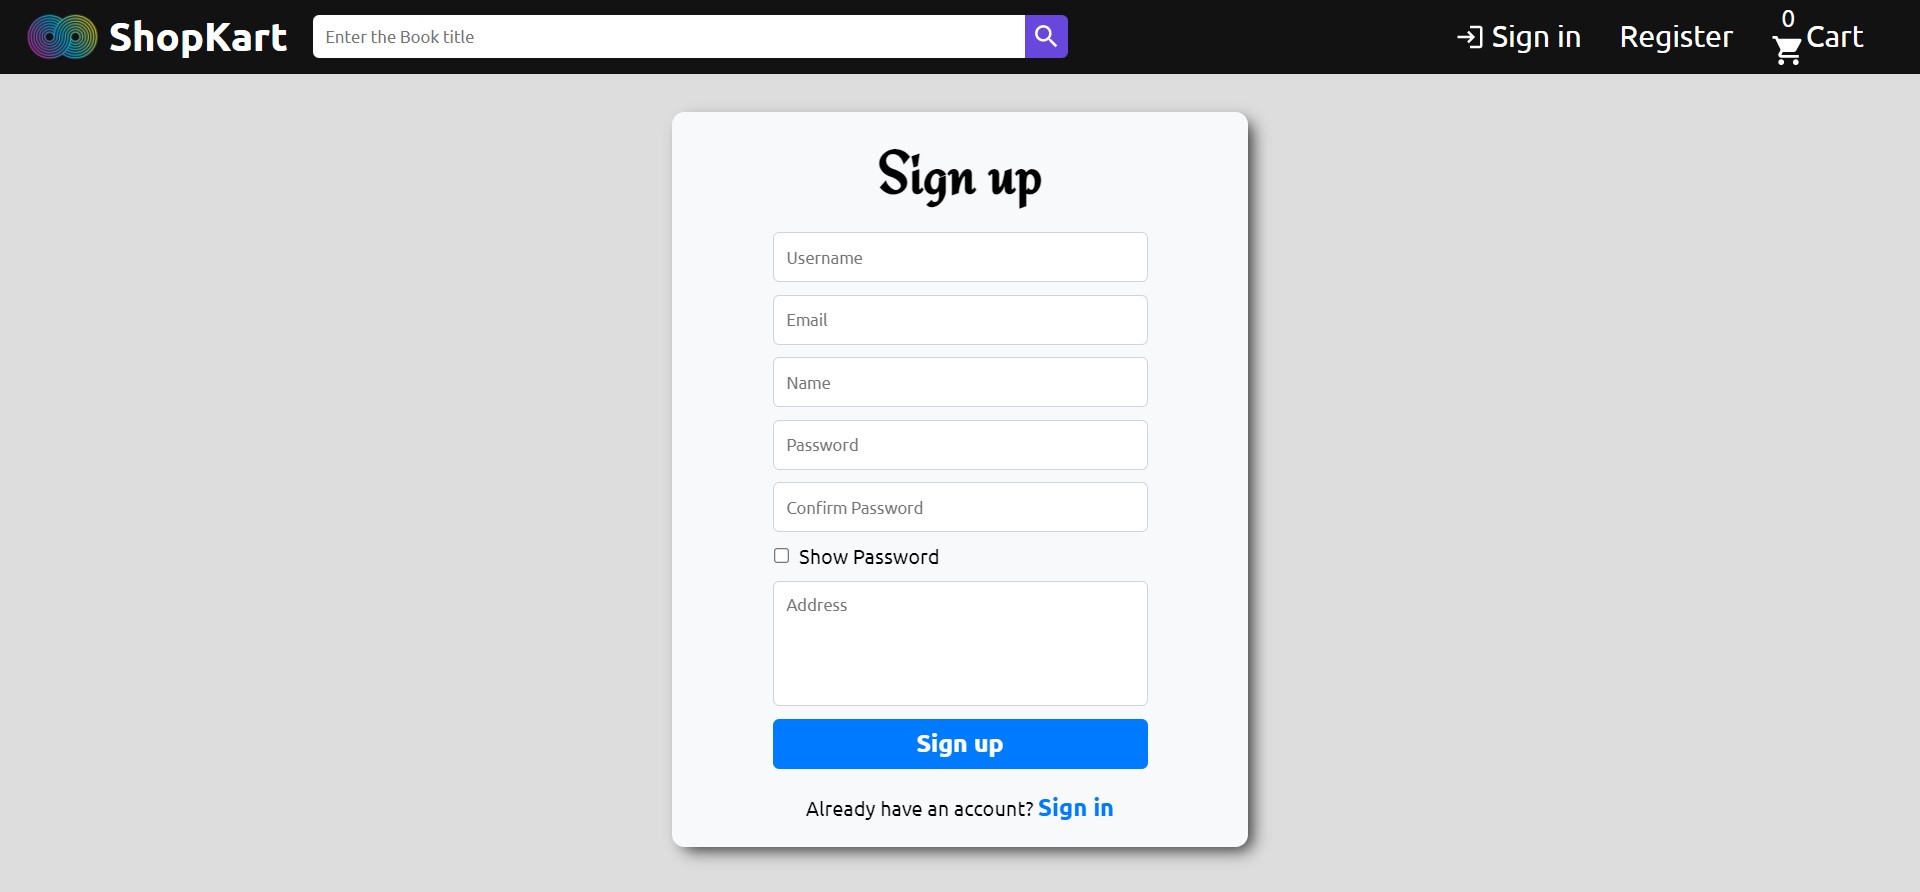 ShopKart
Enter the Book title
Sign in
Register
0
Cart
Sign up
Username
Email
Name
Password
Confirm Password
Show Password
Address
Sign up
Already have an account? Sign in